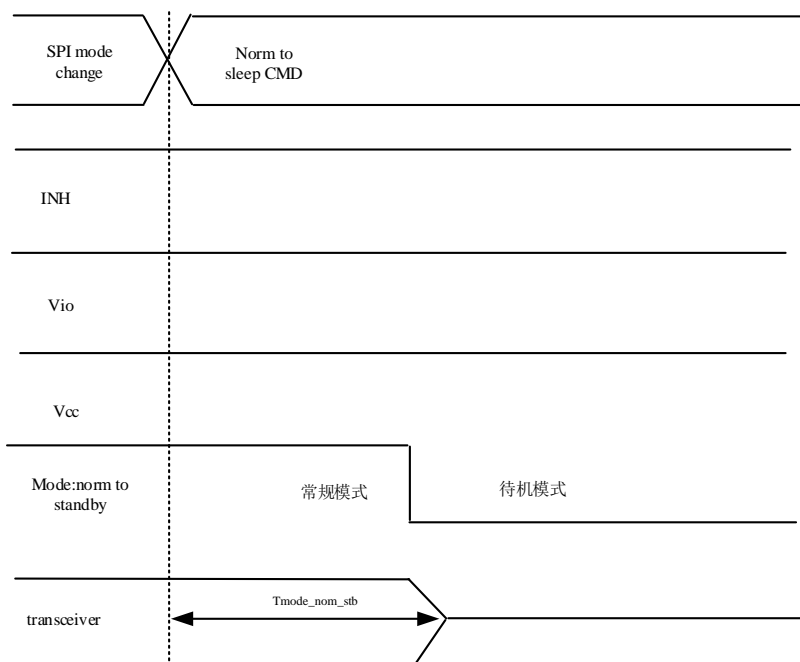 SPI mode
change
Norm to
sleep CMD
INH
Vio
Vcc
Mode:norm to
standby
常规模式
待机模式
Tmode_nom_stb
transceiver